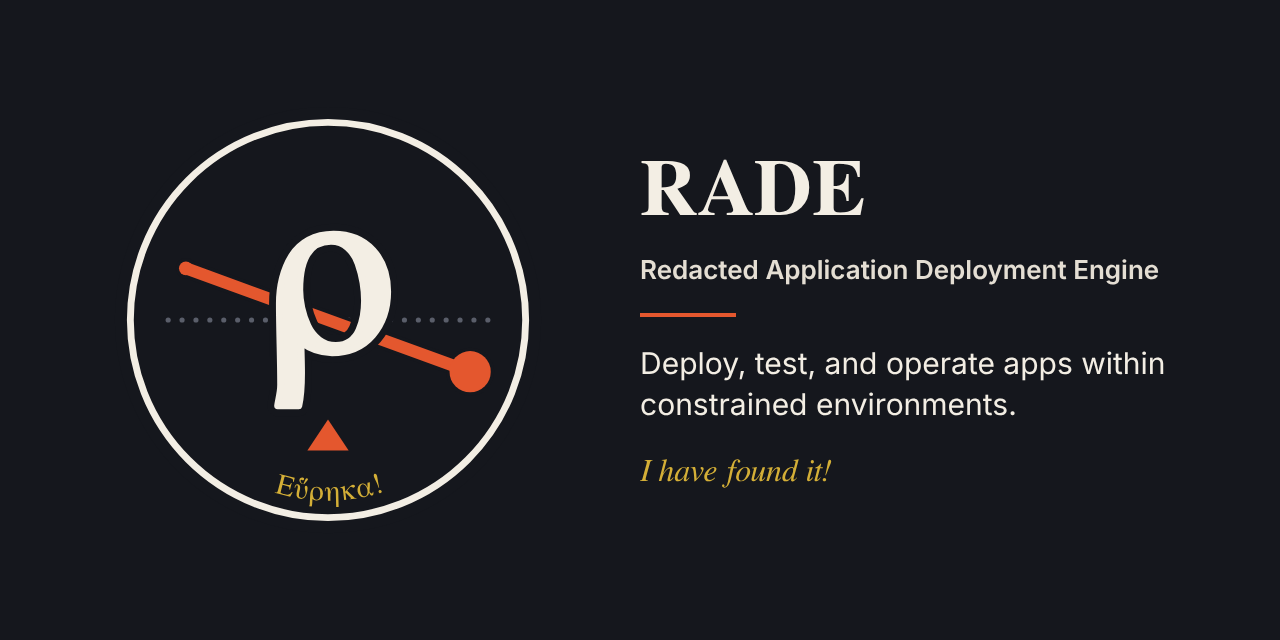 ρ
Εὕρηκα!
RADE
Redacted Application Deployment Engine
Deploy, test, and operate apps within
constrained environments.
I have found it!